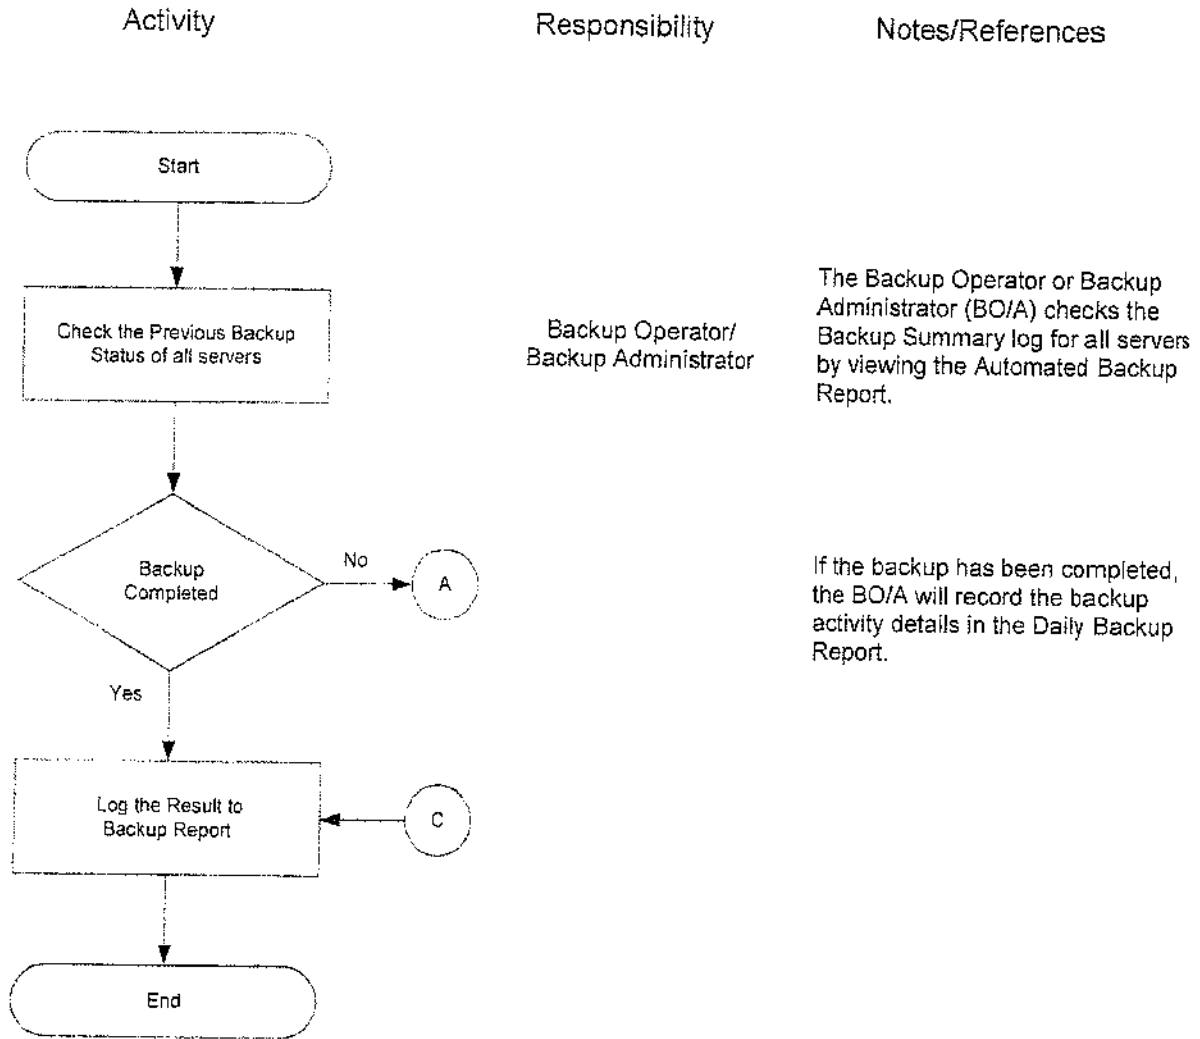 Activity
Responsibility
Notes/References
Start
Check the Previous Backup
Status of all servers
Backup Operator/
Backup Administrator
The Backup Operator or Backup
Administrator (BO/A) checks the
Backup Summary log for all servers
by viewing the Automated Backup
Report.
Backup
Completed
No
A
If the backup has been completed,
the BO/A will record the backup
activity details in the Daily Backup
Report.
Yes
Log the Result to
Backup Report
C
End